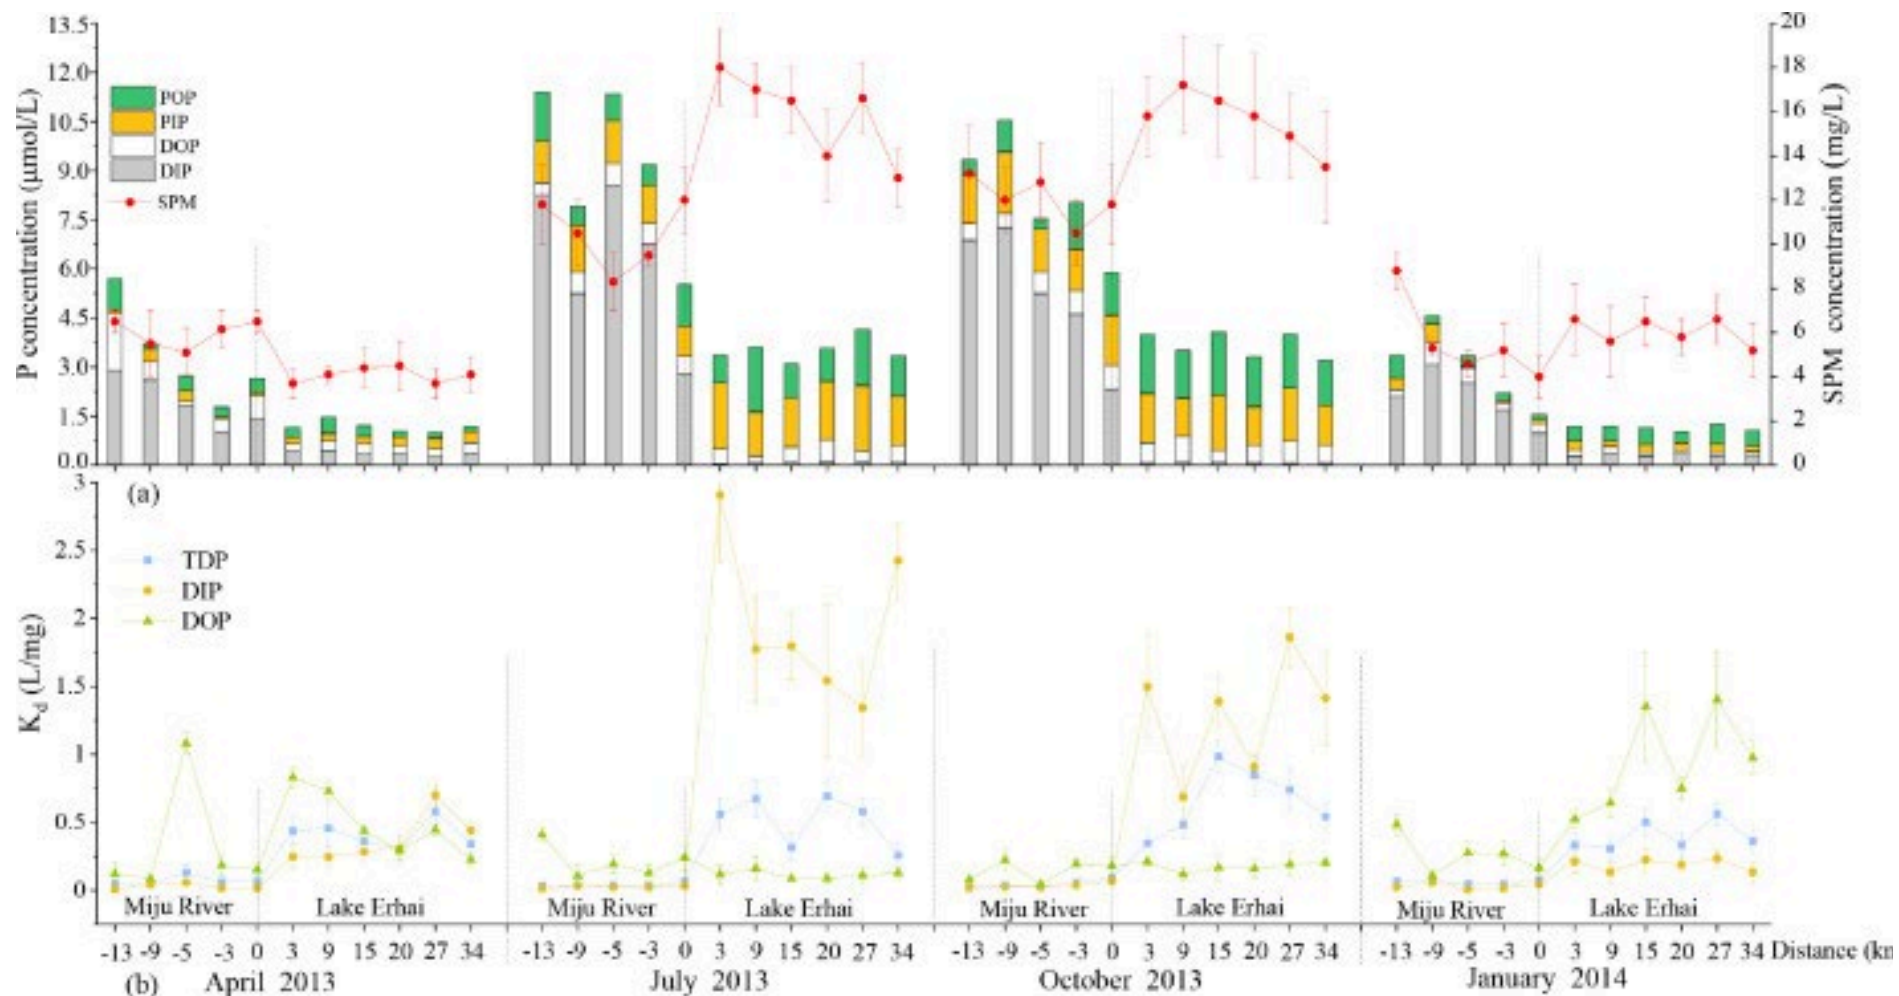 13.5
12.0
10.5
9.0
7.5
6.0
4.5
3.0
1.5
0.0
P concentration (μmol/L)
POP
PIP
DOP
DIP
SPM
20
18
16
14
12
10
8
6
4
2
0
SPM concentration (mg/L)
(a)
3
2.5
2
1.5
1
0.5
0
K_d (L/mg)
TDP
DIP
DOP
Miju River Lake Erhai Miju River Lake Erhai Miju River Lake Erhai Miju River Lake Erhai
-13 -9 -5 -3 0 3 9 15 20 27 34 -13 -9 -5 -3 0 3 9 15 20 27 34 -13 -9 -5 -3 0 3 9 15 20 27 34 -13 -9 -5 -3 0 3 9 15 20 27 34 Distance (km
(b) April 2013 July 2013 October 2013 January 2014